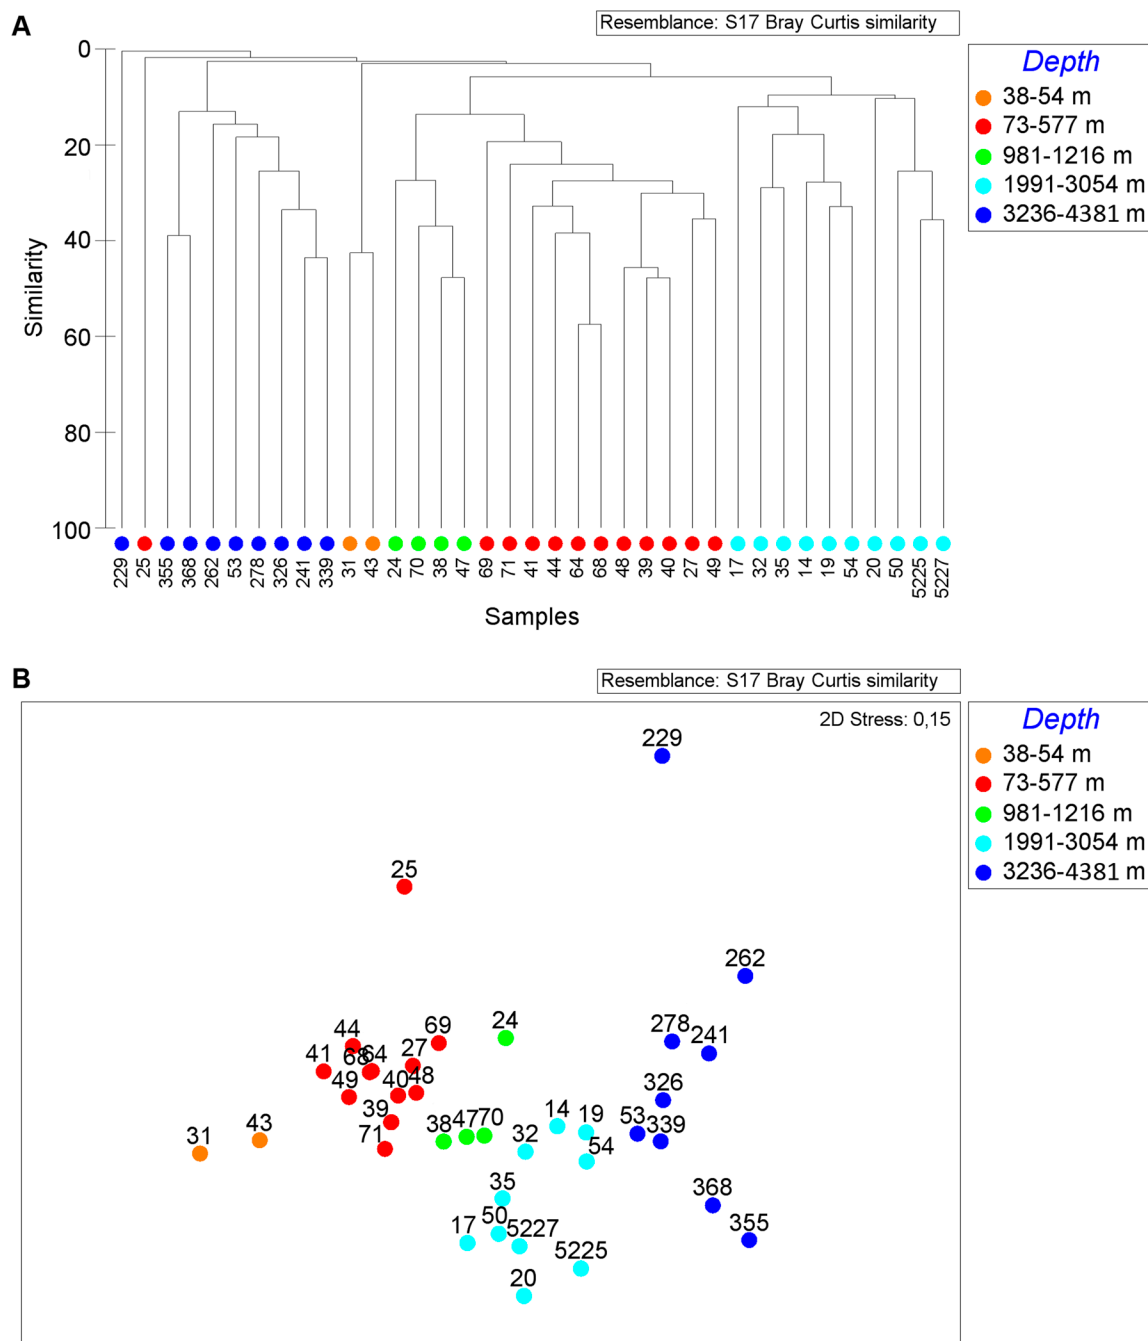 A
Resemblance: S17 Bray Curtis similarity
Depth
38-54 m
73-577 m
981-1216 m
1991-3054 m
3236-4381 m
0
20
40
60
80
100
Similarity
229 25 355 368 262 53 278 326 241 339 31 43 24 70 38 47 69 71 41 44 64 68 48 39 40 27 49 17 32 35 14 19 54 20 50 5225 5227
Samples
B
Resemblance: S17 Bray Curtis similarity
2D Stress: 0,15
Depth
38-54 m
73-577 m
981-1216 m
1991-3054 m
3236-4381 m
229
25
262
44 69 24 278 241
41 68 64 27
49 40 48 326
39 14 19 53 339
31 43 71 38 47 70 32 54
35 368
17 50 5227 355
5225
20